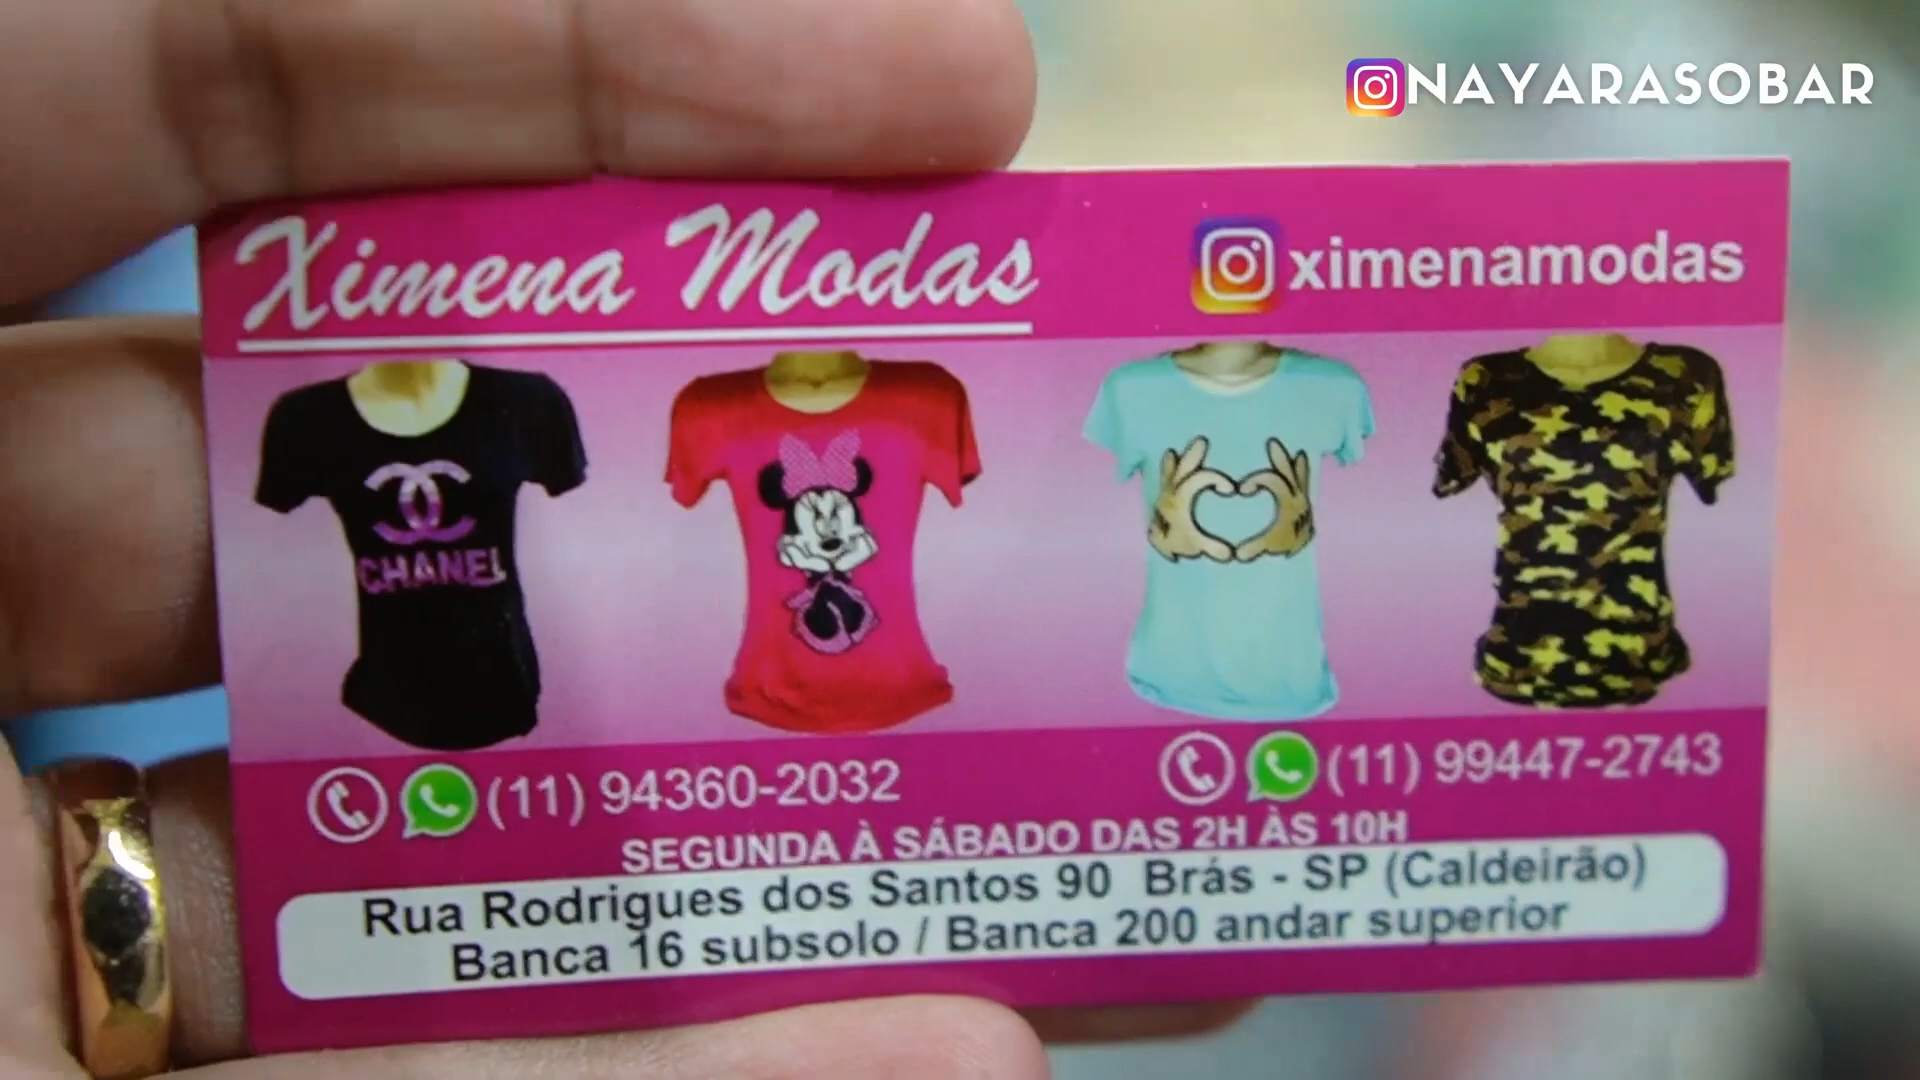 NAYARASOBAR
Ximena Modas
ximenamodas
CHANEL
(11) 94360-2032
(11) 99447-2743
SEGUNDA À SÁBADO DAS 2H ÀS 10H
Rua Rodrigues dos Santos 90 Brás - SP (Caldeirão)
Banca 16 subsolo / Banca 200 andar superior